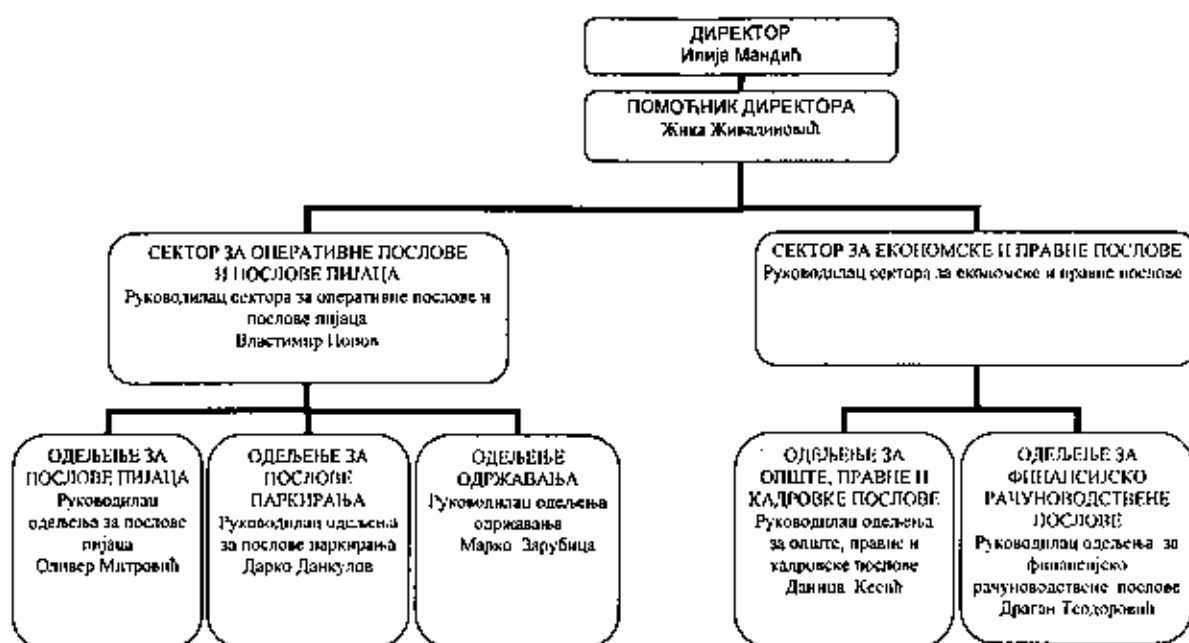 ДИРЕКТОР
Илија Мандић
ПОМОЋНИК ДИРЕКТОРА
Жика Живадиновић
СЕКТОР ЗА ОПЕРАТИВНЕ ПОСЛОВЕ
И ПОСЛОВЕ ПИЈАЦА
Руководилац сектора за оперативне послове и
послове пијаца
Властимир Попов
СЕКТОР ЗА ЕКОНОМСКЕ И ПРАВНЕ ПОСЛОВЕ
Руководилац сектора за економске и правне послове
ОДЕЉЕЊЕ ЗА
ПОСЛОВЕ ПИЈАЦА
Руководилац
одељења за послове
пијаца
Оливер Митровић
ОДЕЉЕЊЕ ЗА
ПОСЛОВЕ
ПАРКИРАЊА
Руководилац одељења
за послове паркирања
Дарко Данкулов
ОДЕЉЕЊЕ
ОДРЖАВАЊА
Руководилац одељења
одржавања
Марко Зарубица
ОДЕЉЕЊЕ ЗА
ОПШТЕ, ПРАВНЕ И
КАДРОВКЕ ПОСЛОВЕ
Руководилац одељења
за опште, правне и
кадровске послове
Кесић
ОДЕЉЕЊЕ ЗА
ФИНАНСИЈСКО
РАЧУНОВОДСТВЕНЕ
ПОСЛОВЕ
Руководилац одељења за
финансијско
рачуноводствене послове
Драган Теодоровић